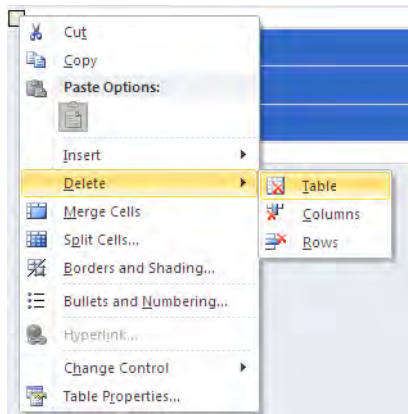 Cut
Copy
Paste Options:
Insert
Delete
Table
Merge Cells
Columns
Split Cells...
Rows
Borders and Shading...
Bullets and Numbering...
Hyperlink...
Change Control
Table Properties...